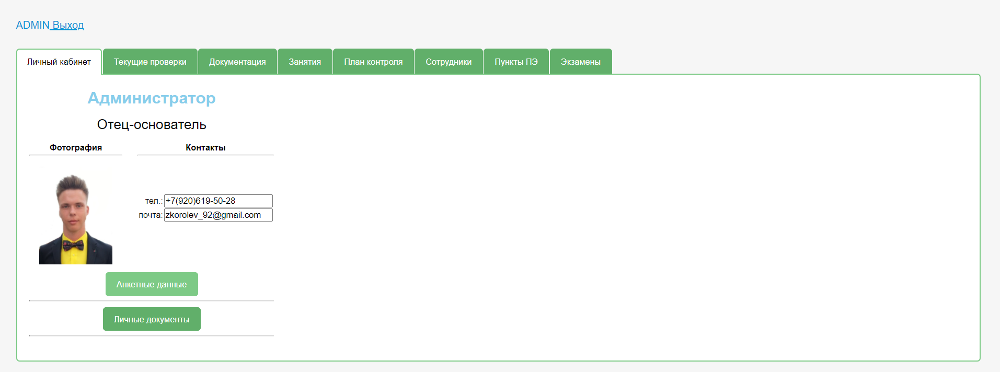 ADMIN Выход
Личный кабинет Текущие проверки Документация Занятия План контроля Сотрудники Пункты ПЭ Экзамены
Администратор
Отец-основатель
Фотография Контакты
тел.: +7(920)619-50-28
почта: zkorolev_92@gmail.com
Анкетные данные
Личные документы